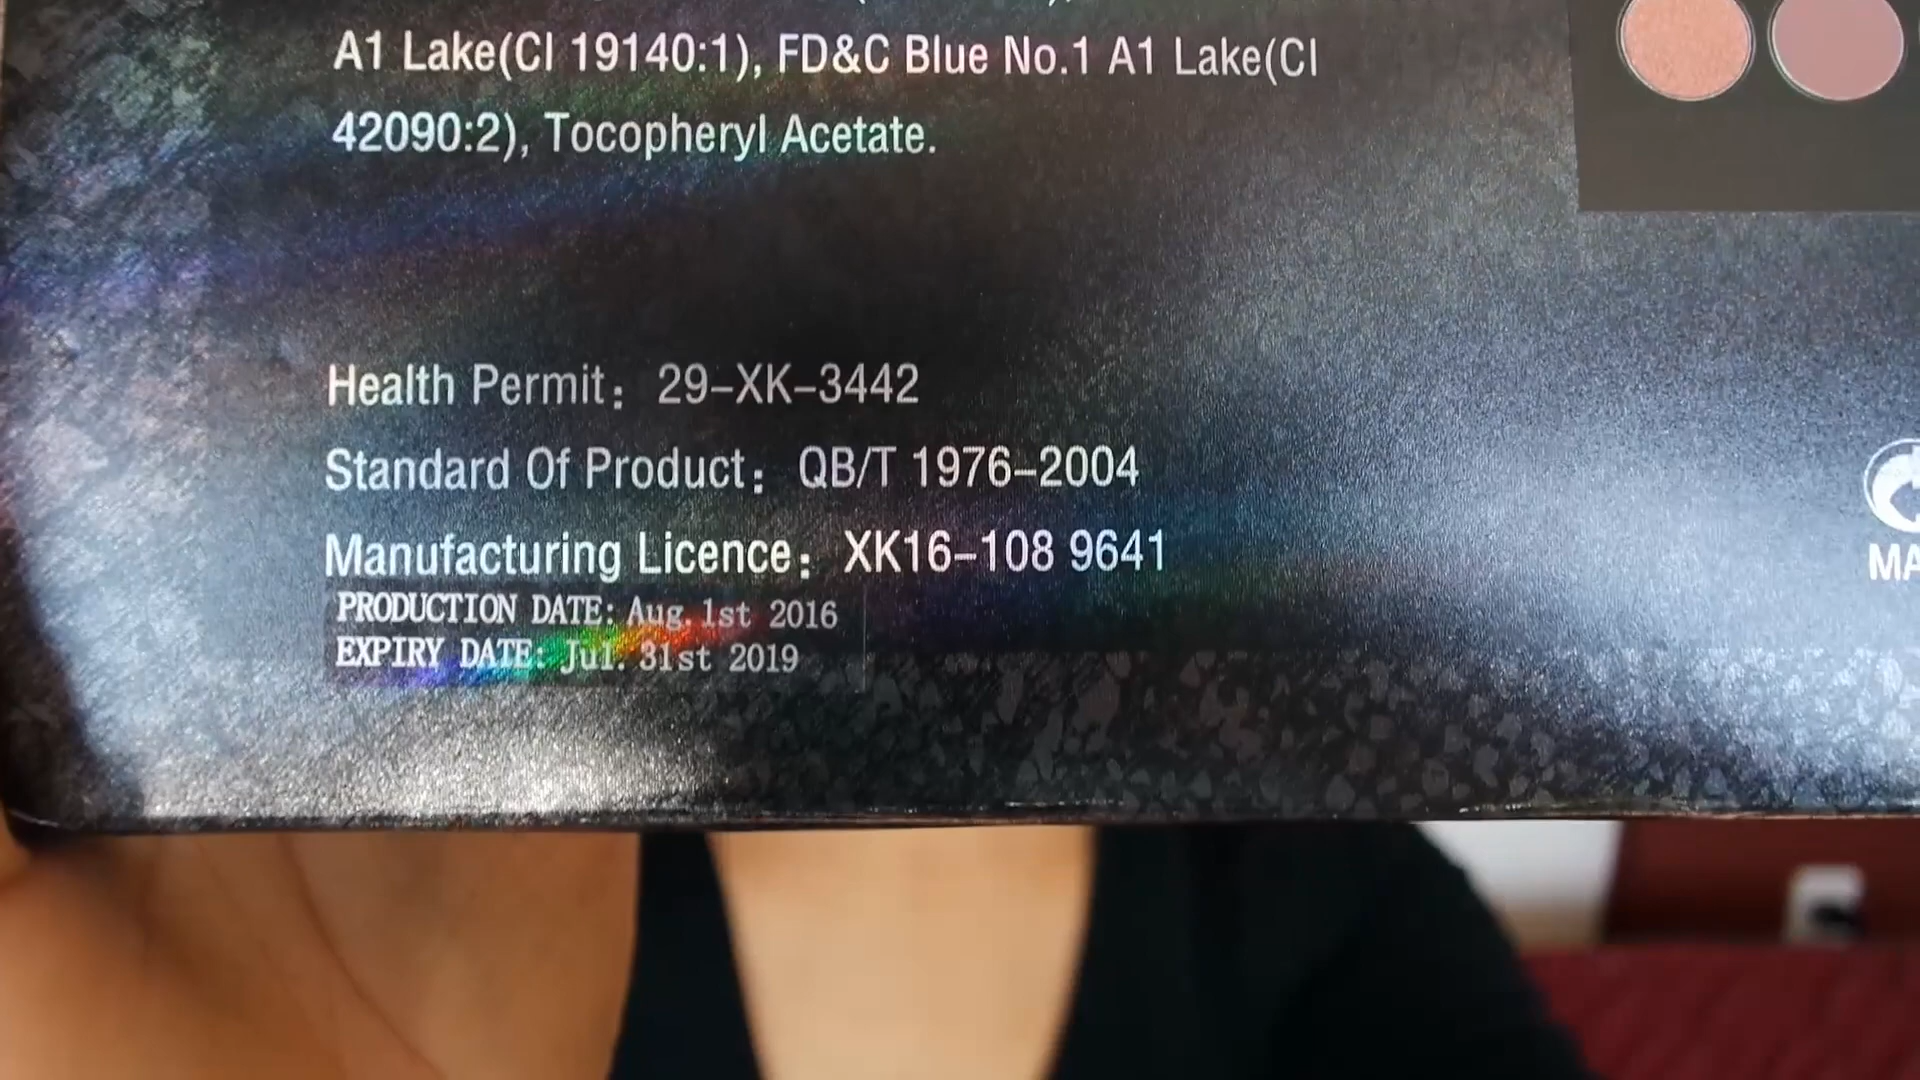 A1 Lake(CI 19140:1), FD&C Blue No.1 A1 Lake(CI
42090:2), Tocopheryl Acetate.
Health Permit: 29-XK-3442
Standard Of Product: QB/T 1976-2004
Manufacturing Licence: XK16-108 9641
PRODUCTION DATE: Aug. 1st 2016
EXPIRY DATE: Jul. 31st 2019
MA